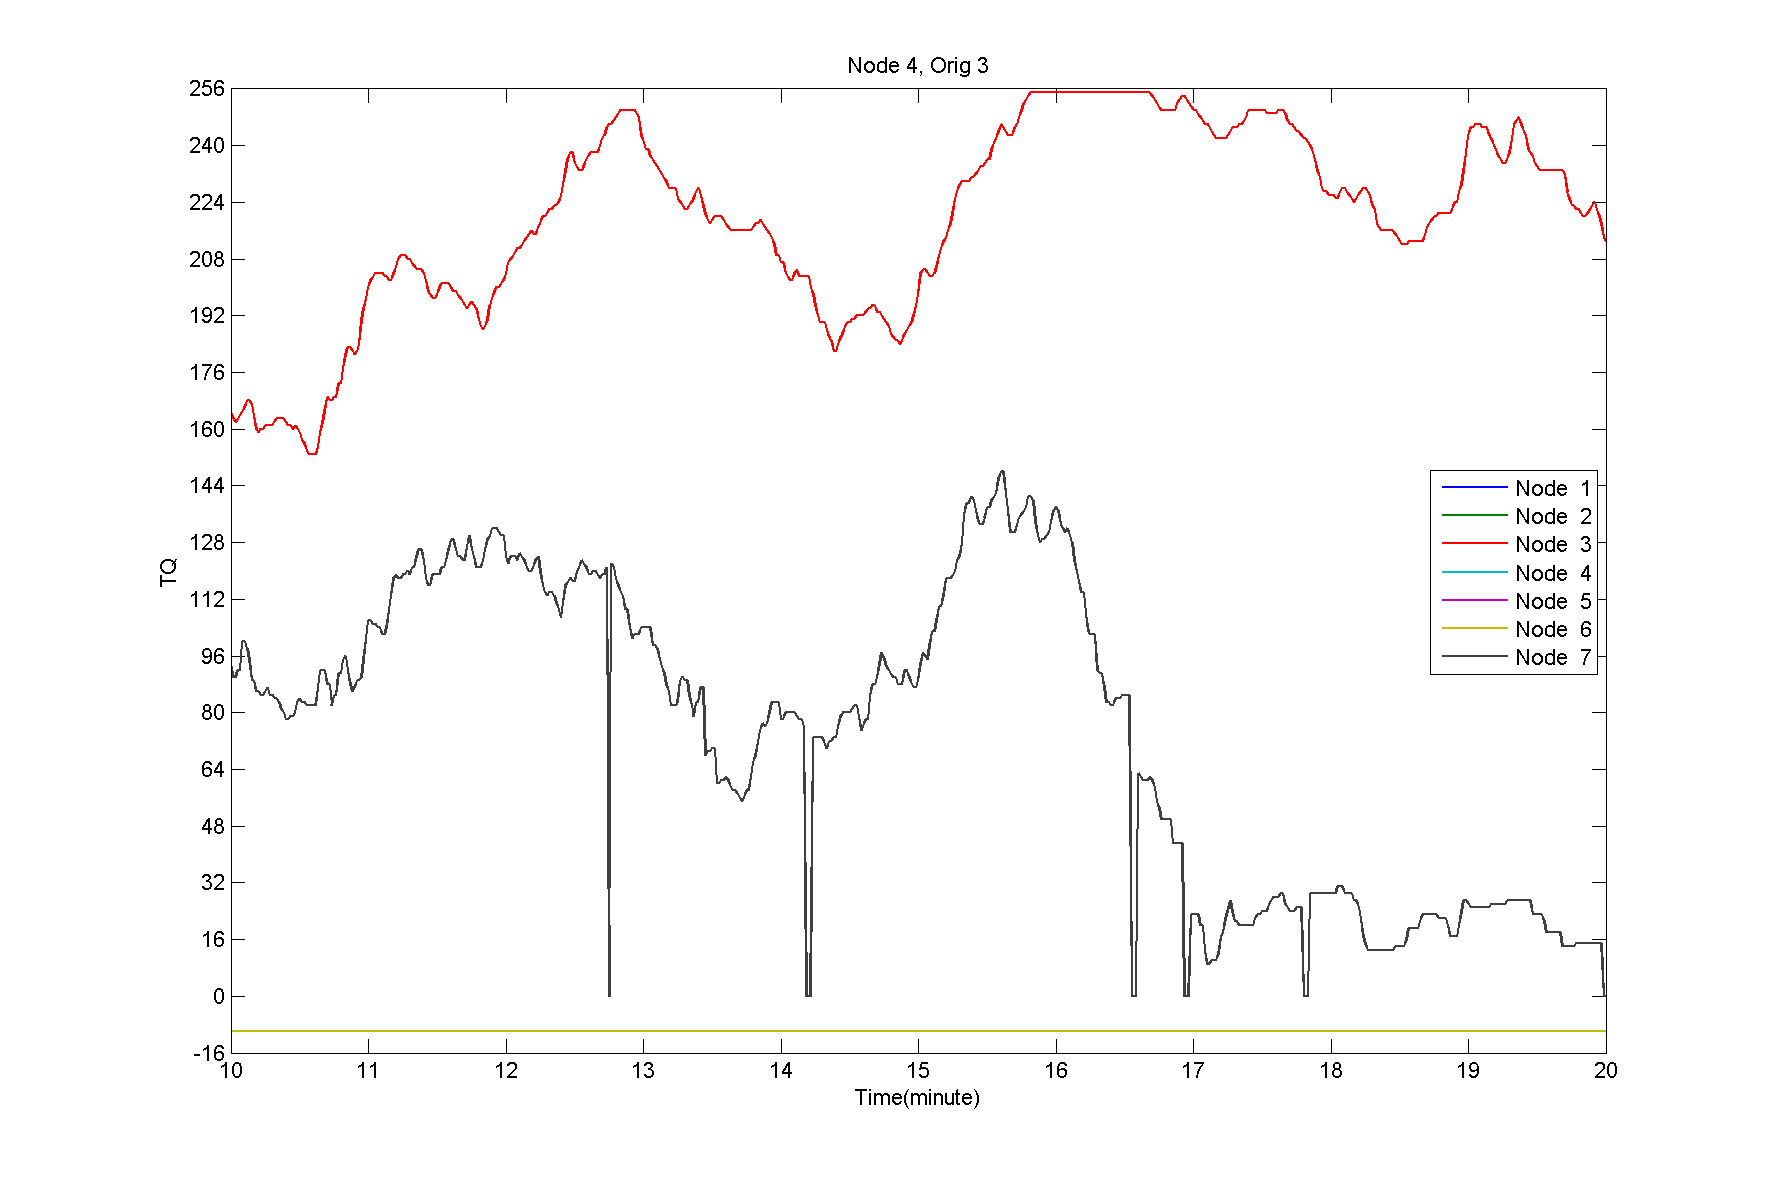 Node 4, Orig 3
256
240
224
208
192
176
160
144
128
112
96
80
64
48
32
16
0
-16
TQ
Node 1
Node 2
Node 3
Node 4
Node 5
Node 6
Node 7
10 11 12 13 14 15 16 17 18 19 20
Time(minute)